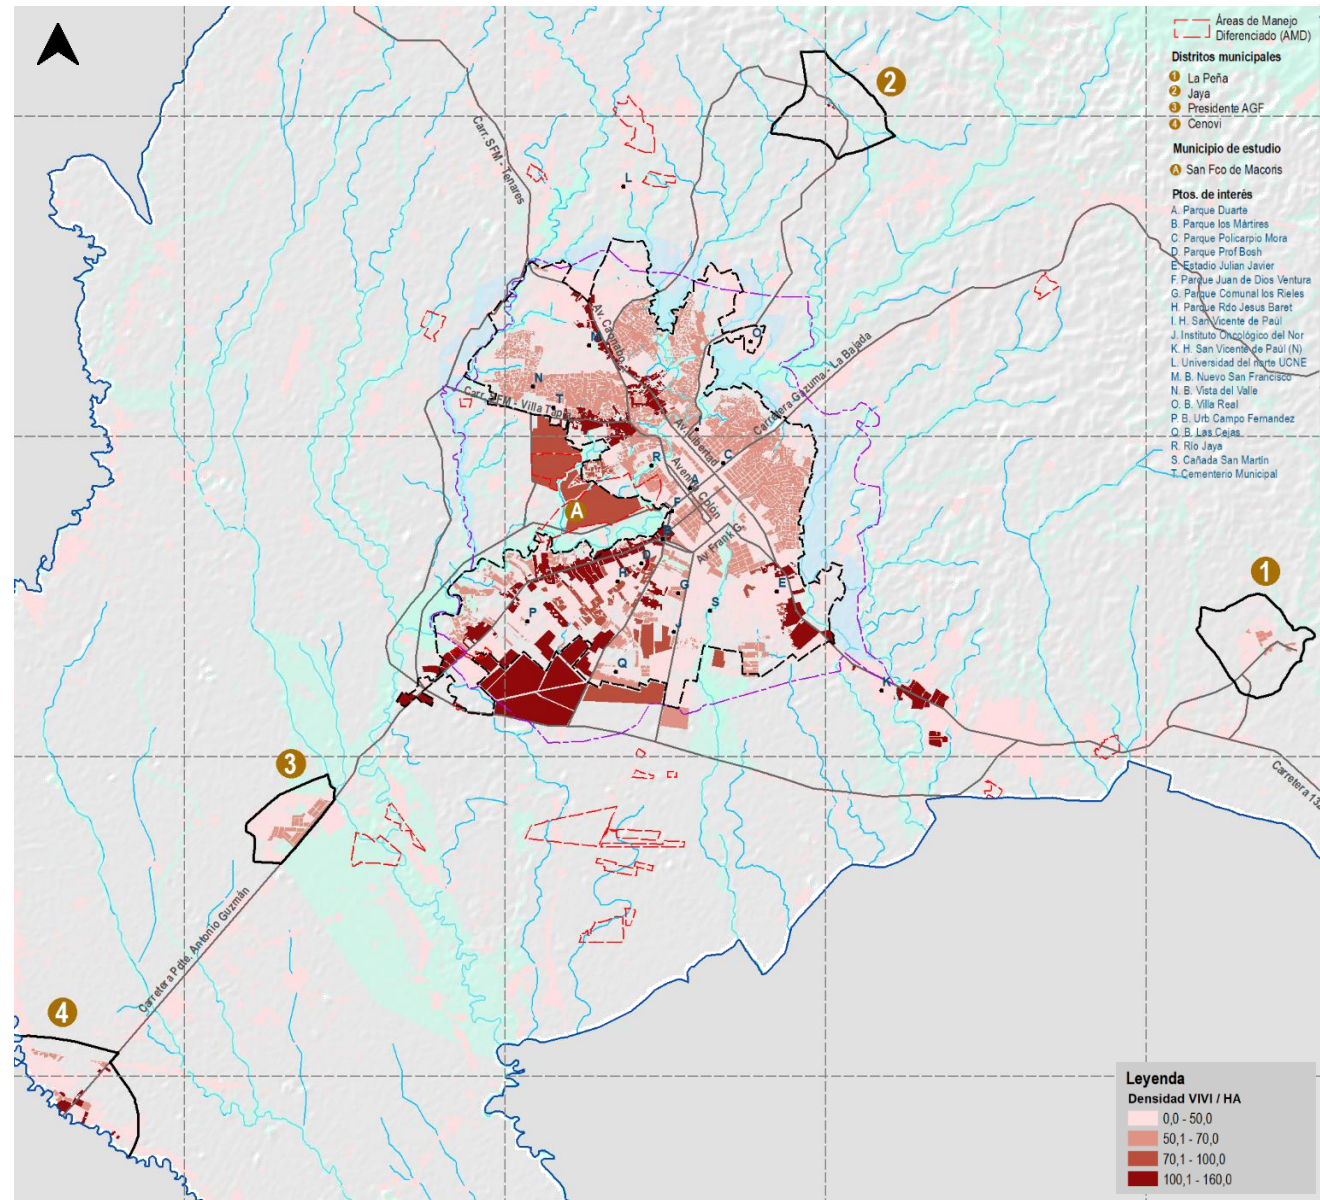 Áreas de Manejo
Diferenciado (AMD)
Distritos municipales
1 La Peña
2 Jaya
3 Presidente AGF
4 Cenovi
Municipio de estudio
A San Fco de Macoris
Ptos. de interés
A. Parque Duarte
B. Parque los Mártires
C. Parque Policarpio Mora
D. Parque Prof Bosh
E. Estadio Julian Javier
F. Parque Juan de Dios Ventura
G. Parque Comunal los Rieles
H. Parque Rdo Jesus Baret
I. H. San Vicente de Paúl
J. Instituto Oncológico del Nor
K. H. San Vicente de Paúl (N)
L. Universidad del norte UCNE
M. B. Nuevo San Francisco
N. B. Vista del Valle
O. B. Villa Real
P. B. Urb Campo Fernandez
Q. B. Las Cejas
R. Río Jaya
S. Cañada San Martín
T. Cementerio Municipal
2
Carr. SFM - Tenares
L
Av. Caonabo
O
N
Carretera Gazuma - La Bajada
T
Carr. SFM - Villa Tapia
Av. Libertad
R
C
Avenida Colón
A
F
Av. Frank G.
D
H
E
G
P
S
J
1
Q
K
3
Carretera 132
Carretera Pdte. Antonio Guzmán
4
Leyenda
Densidad VIVI / HA
0,0 - 50,0
50,1 - 70,0
70,1 - 100,0
100,1 - 160,0